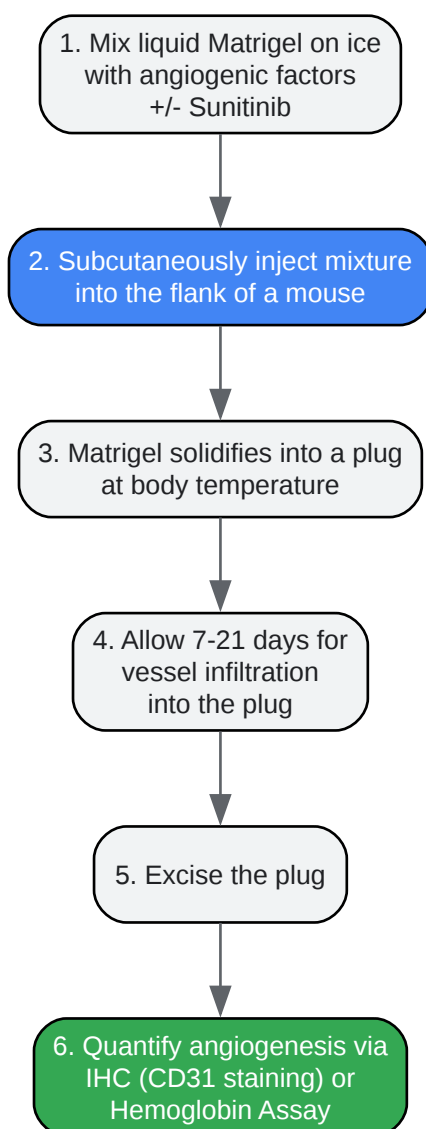 1. Mix liquid Matrigel on ice
with angiogenic factors
+/- Sunitinib
2. Subcutaneously inject mixture
into the flank of a mouse
3. Matrigel solidifies into a plug
at body temperature
4. Allow 7-21 days for
vessel infiltration
into the plug
5. Excise the plug
6. Quantify angiogenesis via
IHC (CD31 staining) or
Hemoglobin Assay